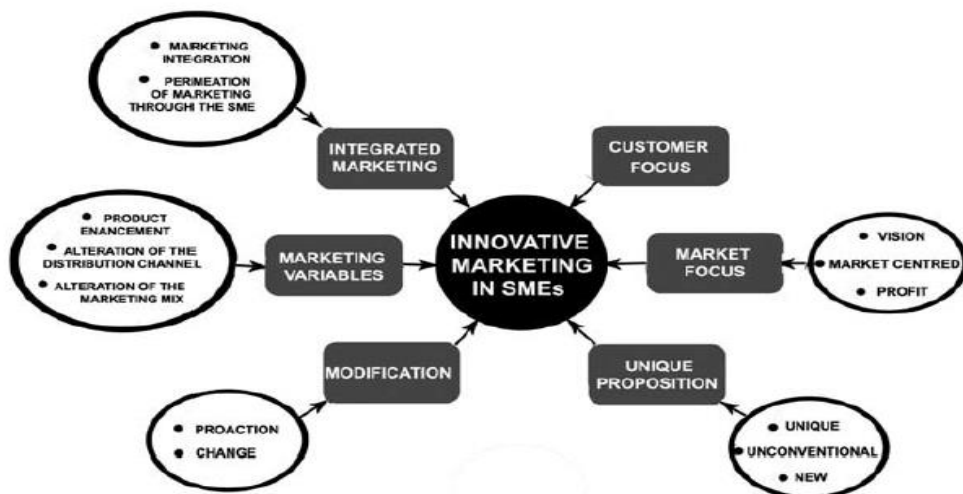 • MAIRKETING
INTEGRATION
• PERIMEATION
OF MARKETING
THROUGHI THE SME
INTEGRATED
MARKETING
CUSTOMER
FOCUS
• PRODUCT
ENANCEMENT
• ALTERATION OF THE
DISTRIBUTION CHANNEL
• ALTERATION OF THE
MARKETING MIX
MARKETING
VARIABLES
INNOVATIVE
MARKETING
IN SMEs
MARKET
FOCUS
• VISION
• MARKET CENTRED
• PROFIT
MODIFICATION
UNIQUE
PROPOSITION
• PROACTION
• CHANGE
• UNIQUE
• UNCONVENTIONAL
• NEW